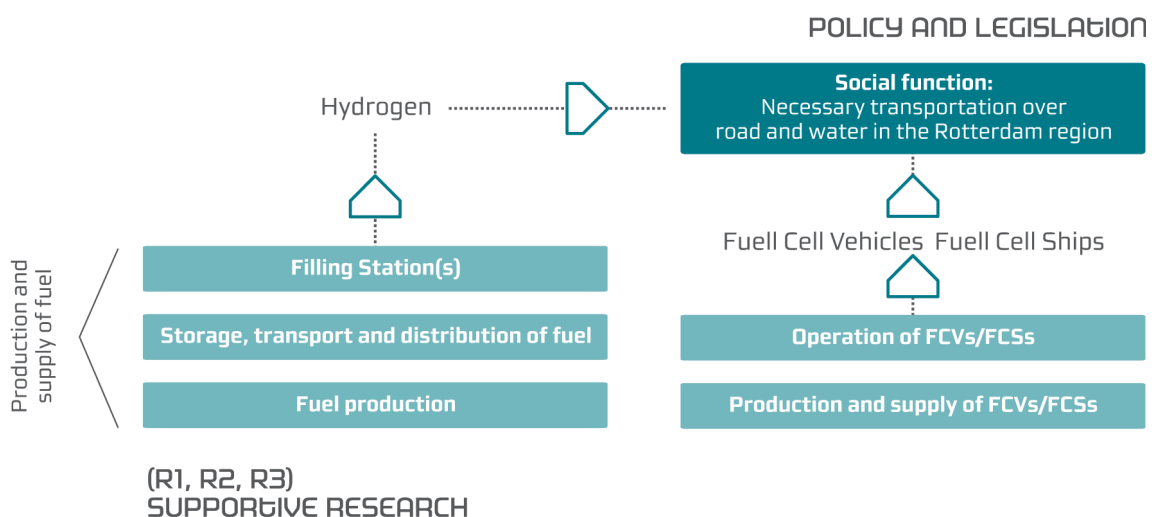 POLICY AND LEGISLATION
Social function:
Necessary transportation over
road and water in the Rotterdam region
Hydrogen
Fuell Cell Vehicles Fuell Cell Ships
Production and
supply of fuel
Filling Station(s)
Storage, transport and distribution of fuel
Fuel production
Operation of FCVs/FCSs
Production and supply of FCVs/FCSs
(R1, R2, R3)
SUPPORTIVE RESEARCH